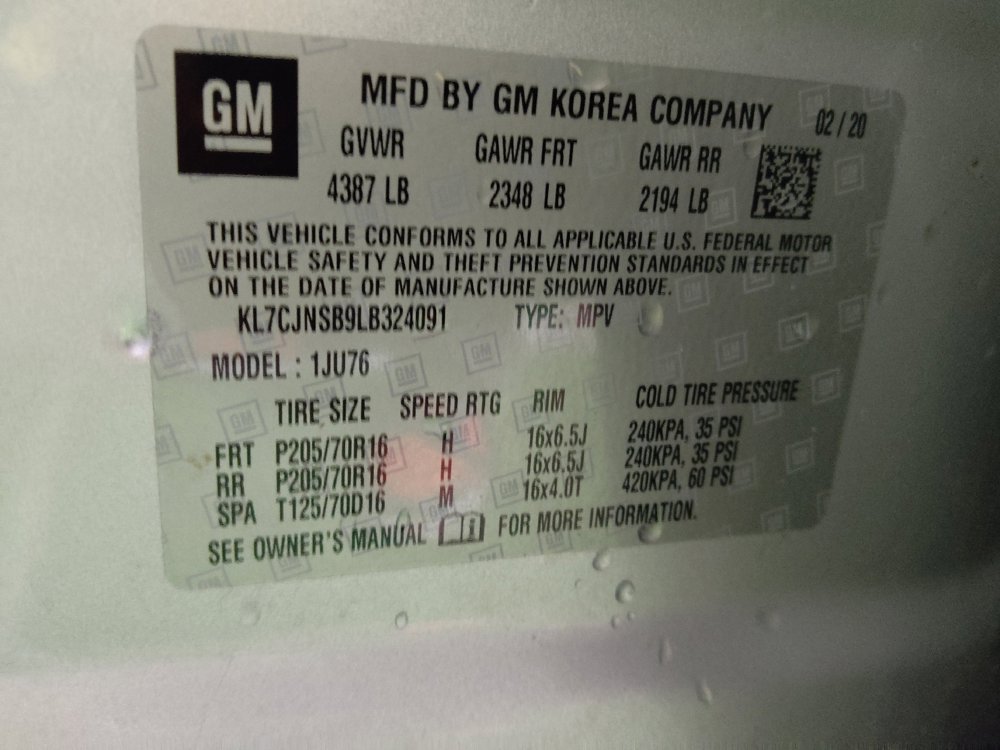 GM
MFD BY GM KOREA COMPANY 02 / 20
GVWR GAWR FRT GAWR RR
4387 LB 2348 LB 2194 LB
THIS VEHICLE CONFORMS TO ALL APPLICABLE U.S. FEDERAL MOTOR
VEHICLE SAFETY AND THEFT PREVENTION STANDARDS IN EFFECT
ON THE DATE OF MANUFACTURE SHOWN ABOVE.
KL7CJNSB9LB324091 TYPE: MPV
MODEL : 1JU76
TIRE SIZE SPEED RTG RIM COLD TIRE PRESSURE
FRT P205/70R16 H 16x6.5J 240KPA, 35 PSI
RR P205/70R16 H 16x6.5J 240KPA, 35 PSI
SPA T125/70D16 M 16x4.0T 420KPA, 60 PSI
SEE OWNER'S MANUAL FOR MORE INFORMATION.